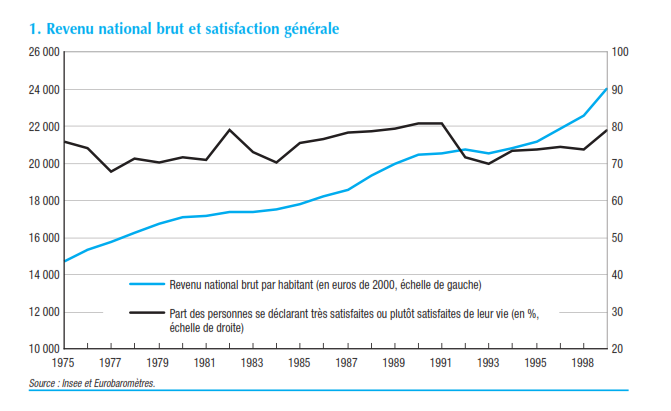 1. Revenu national brut et satisfaction générale
26 000 100
24 000 90
22 000 80
20 000 70
18 000 60
16 000 50
14 000 40
Revenu national brut par habitant (en euros de 2000, échelle de gauche)
12 000 30
Part des personnes se déclarant très satisfaites ou plutôt satisfaites de leur vie (en %,
échelle de droite)
10 000 20
1975 1977 1979 1981 1983 1985 1987 1989 1991 1993 1995 1998
Source : Insee et Eurobaromètres.